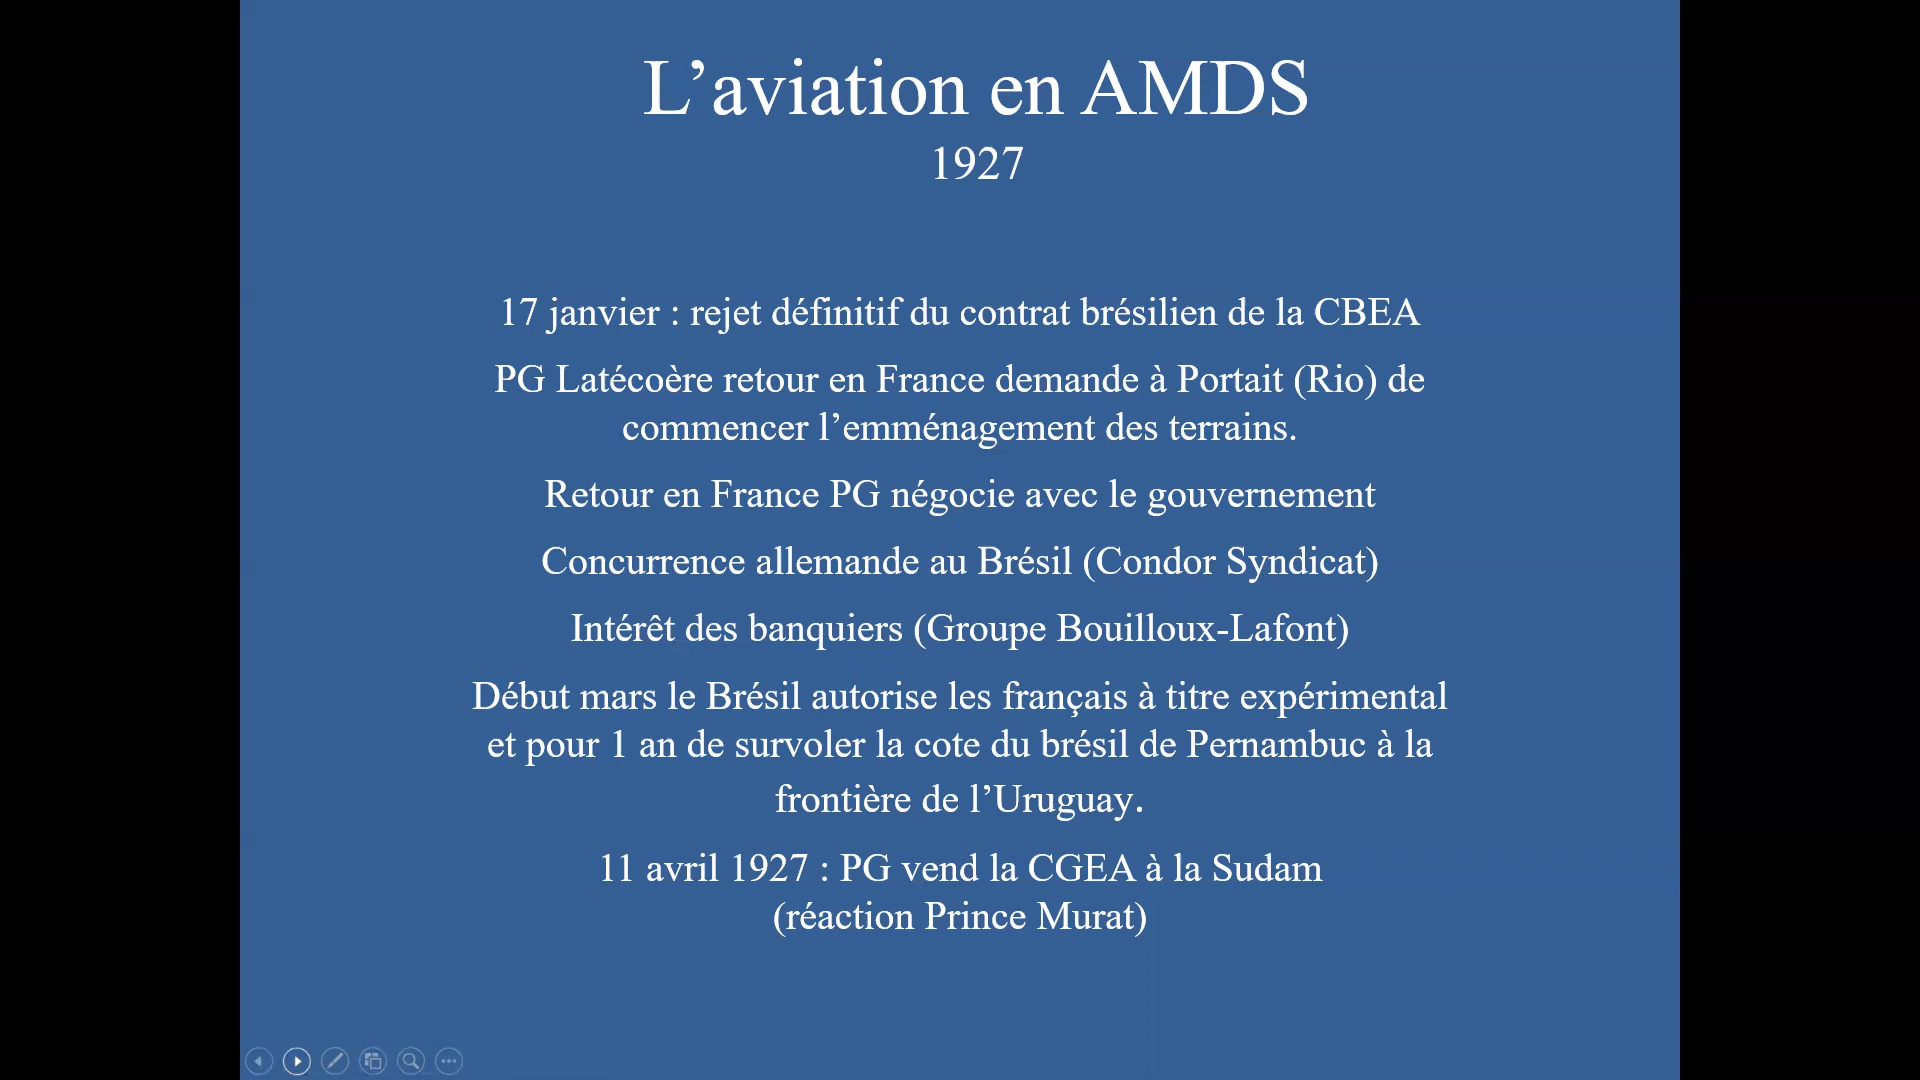 L’aviation en AMDS
1927
17 janvier : rejet définitif du contrat brésilien de la CBEA
PG Latécoère retour en France demande à Portait (Rio) de
commencer l’emménagement des terrains.
Retour en France PG négocie avec le gouvernement
Concurrence allemande au Brésil (Condor Syndicat)
Intérêt des banquiers (Groupe Bouilloux-Lafont)
Début mars le Brésil autorise les français à titre expérimental
et pour 1 an de survoler la cote du brésil de Pernambuc à la
frontière de l’Uruguay.
11 avril 1927 : PG vend la CGEA à la Sudam
(réaction Prince Murat)